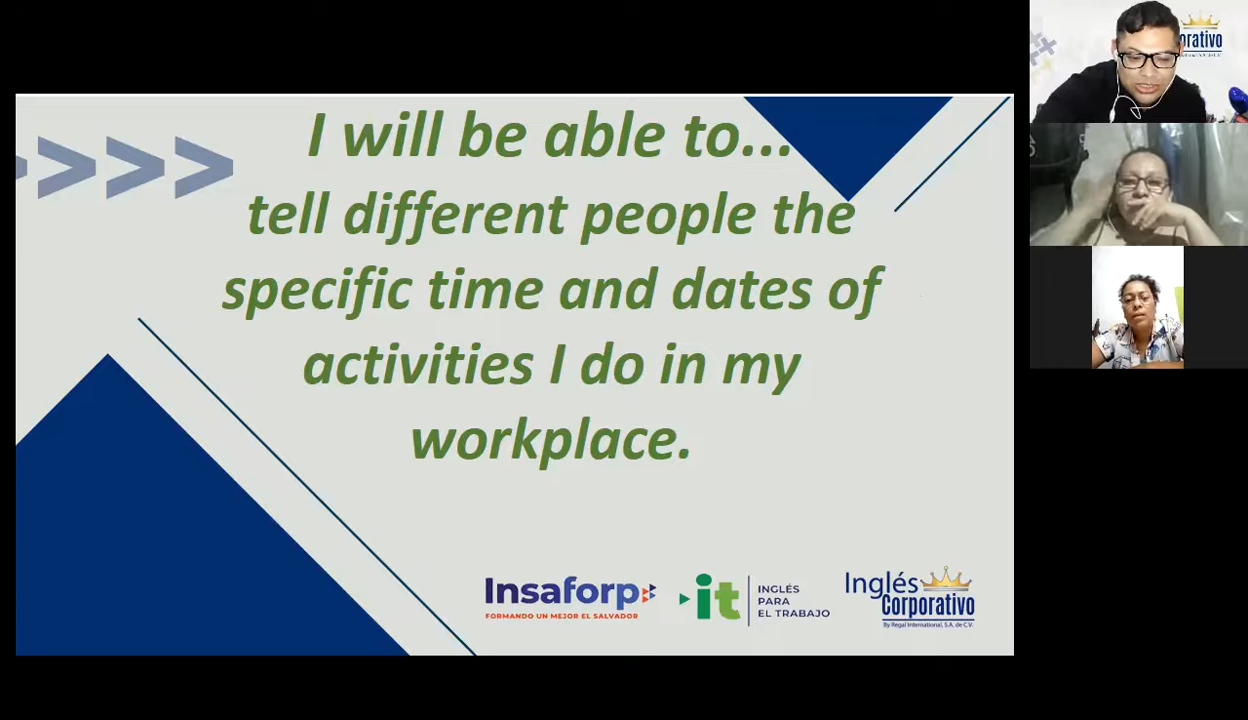 I will be able to...
tell different people the
specific time and dates of
activities I do in my
workplace.
Insaforp
FORMANDO UN MEJOR EL SALVADOR
it
INGLÉS
PARA
EL TRABAJO
Inglés
Corporativo
By Regal International, S.A. de C.V.
orativo